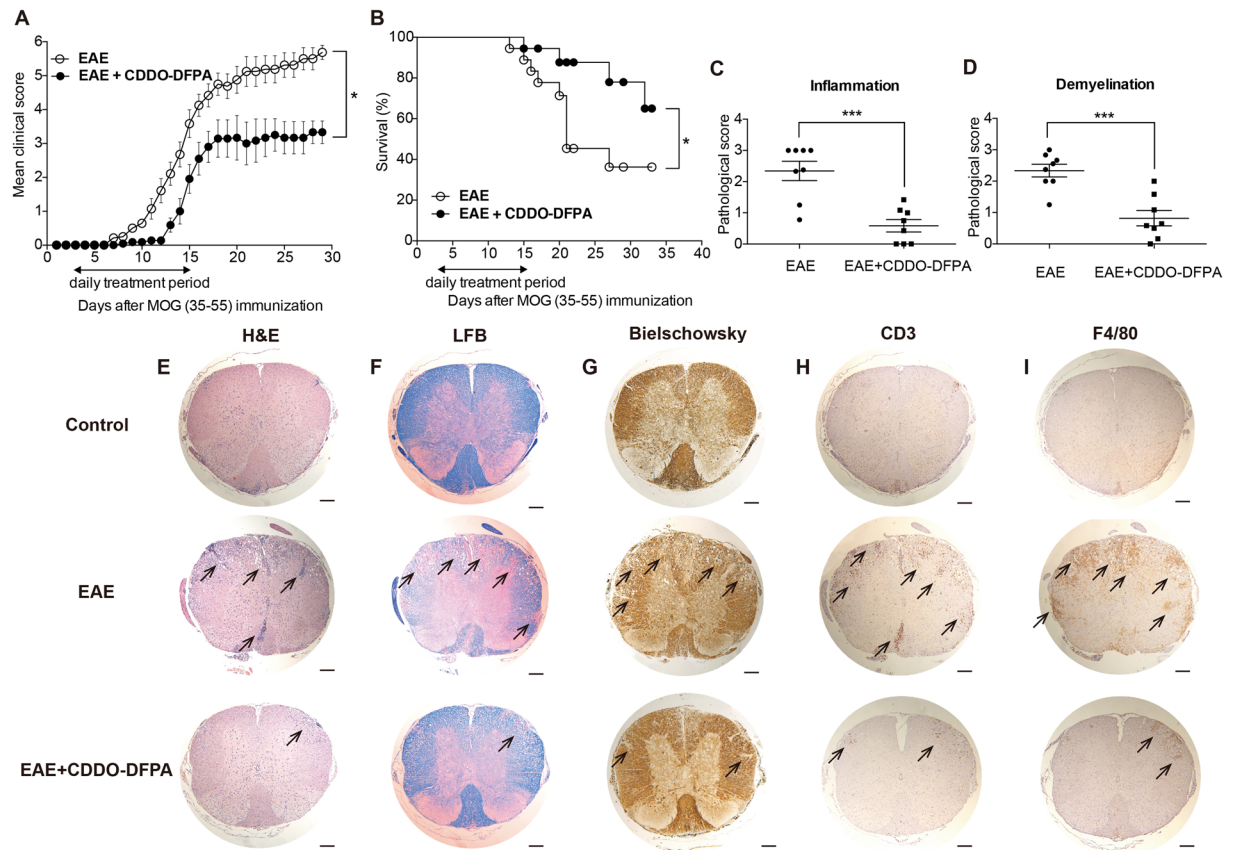 A
Mean clinical score
6
5
4
3
2
1
0
EAE
EAE + CDDO-DFPA
*
0 5 10 15 20 25 30
daily treatment period
Days after MOG (35-55) immunization
B
Survival (%)
100
80
60
40
20
0
*
EAE
EAE + CDDO-DFPA
0 5 10 15 20 25 30 35 40
daily treatment period
Days after MOG (35-55) immunization
C
Inflammation
***
Pathological score
4
3
2
1
0
EAE EAE+CDDO-DFPA
D
Demyelination
***
Pathological score
4
3
2
1
0
EAE EAE+CDDO-DFPA
H&E LFB Bielschowsky CD3 F4/80
E F G H I
Control
EAE
EAE+CDDO-DFPA